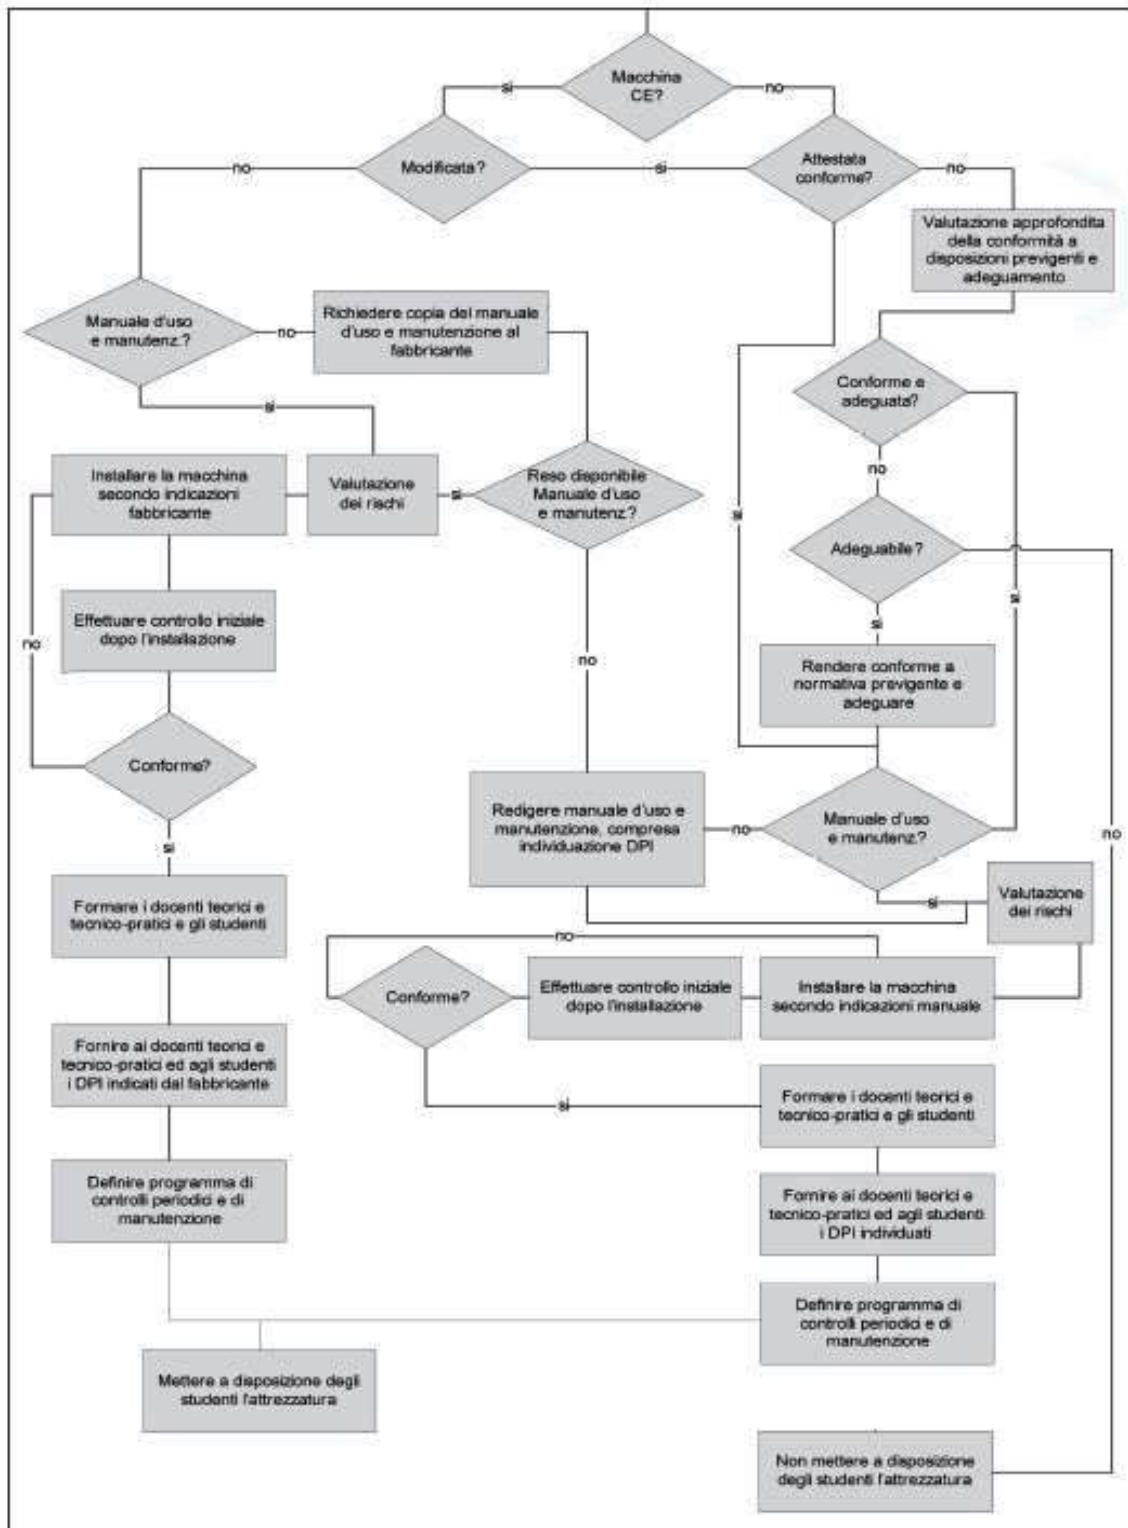 Macchina
CE?
si
no
Modificata?
Attestata
conforme?
no
si
no
Valutazione approfondita
della conformità a
disposizioni previgenti e
adeguamento
Manuale d'uso
e manutenz.?
no
Richiedere copia del manuale
d'uso e manutenzione al
fabbricante
Conforme e
adeguata?
si
no
Installare la macchina
secondo indicazioni
fabbricante
Valutazione
dei rischi
si
Reso disponibile
Manuale d'uso
e manutenz.?
si
Adeguabile?
si
si
Effettuare controllo iniziale
dopo l'installazione
no
no
Rendere conforme a
normativa previgente e
adeguare
Conforme?
Redigere manuale d'uso e
manutenzione, compresa
individuazione DPI
no
Manuale d'uso
e manutenz.?
no
si
Formare i docenti teorici e
tecnico-pratici e gli studenti
si
Valutazione
dei rischi
no
Conforme?
Effettuare controllo iniziale
dopo l'installazione
Installare la macchina
secondo indicazioni manuale
Fornire ai docenti teorici e
tecnico-pratici ed agli studenti
i DPI indicati dal fabbricante
si
Formare i docenti teorici e
tecnico-pratici e gli studenti
Definire programma di
controlli periodici e di
manutenzione
Fornire ai docenti teorici e
tecnico-pratici ed agli studenti
i DPI individuati
Definire programma di
controlli periodici e di
manutenzione
Mettere a disposizione degli
studenti l'attrezzatura
Non mettere a disposizione
degli studenti l'attrezzatura